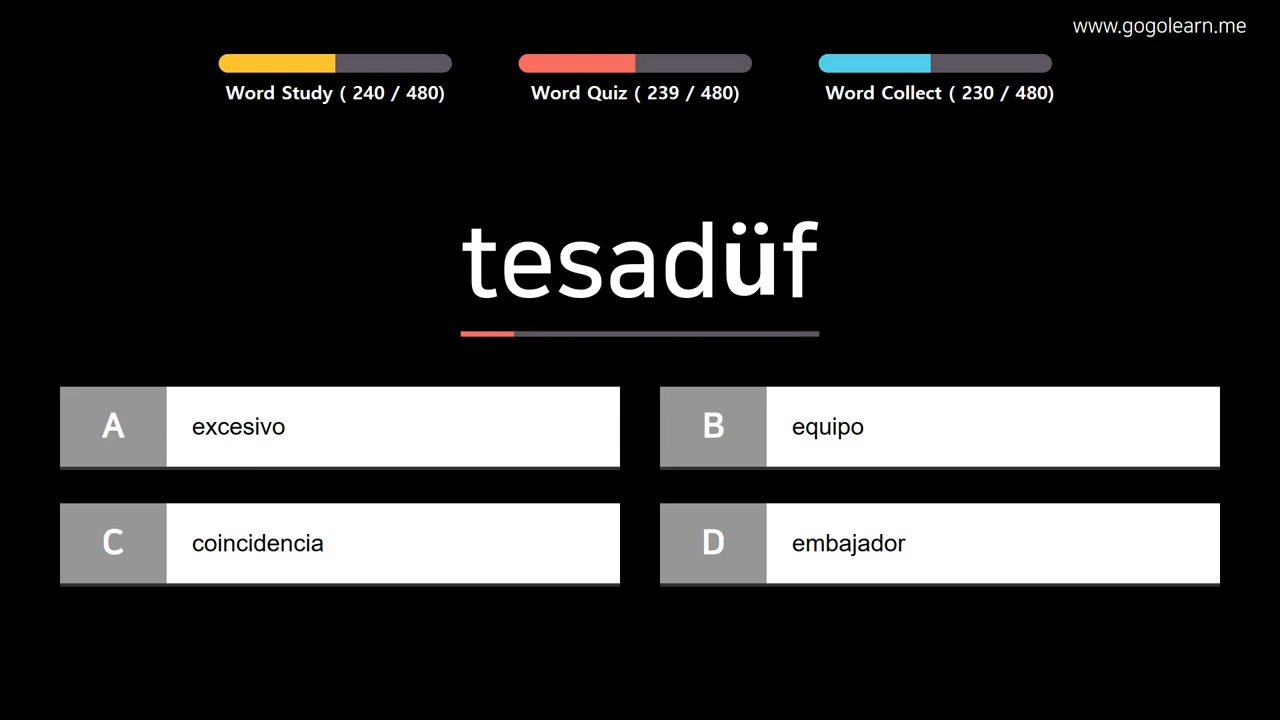 www.gogolearn.me
Word Study ( 240 / 480)
Word Quiz ( 239 / 480)
Word Collect ( 230 / 480)
tesadüf
A excesivo
B equipo
C coincidencia
D embajador